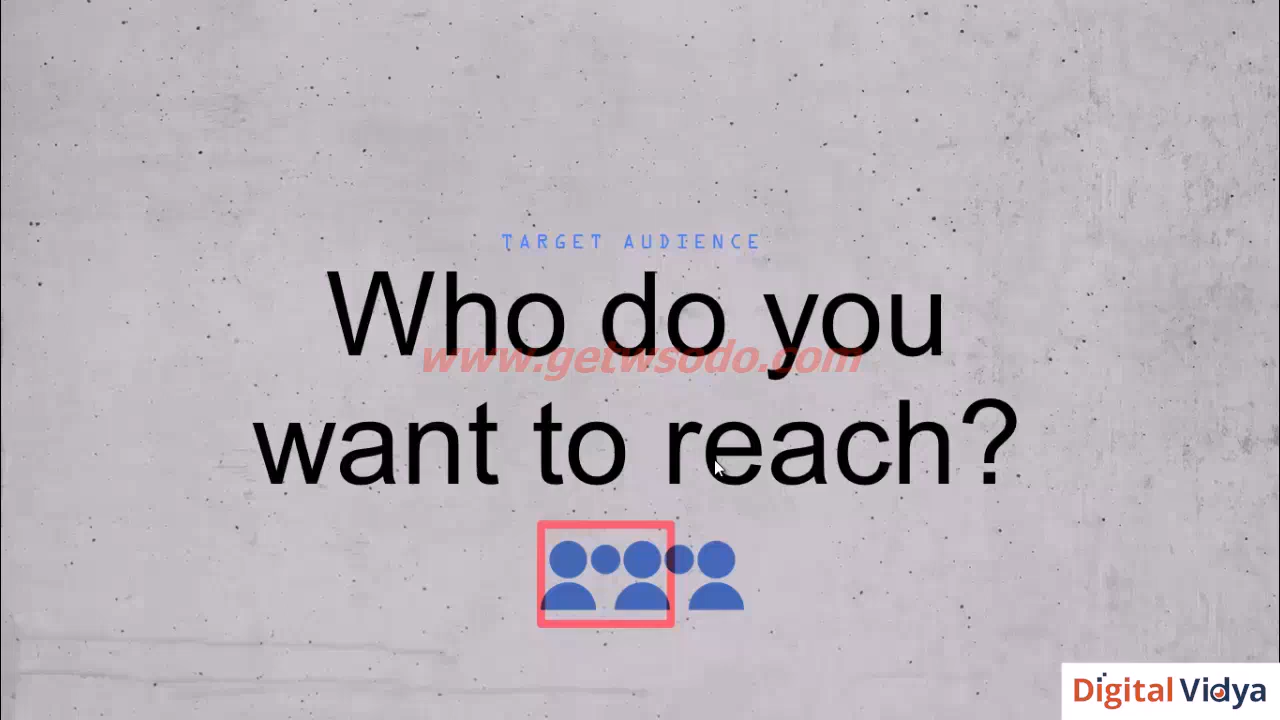 TARGET AUDIENCE
Who do you
www.getwsodo.com
want to reach?
Digital Vidya